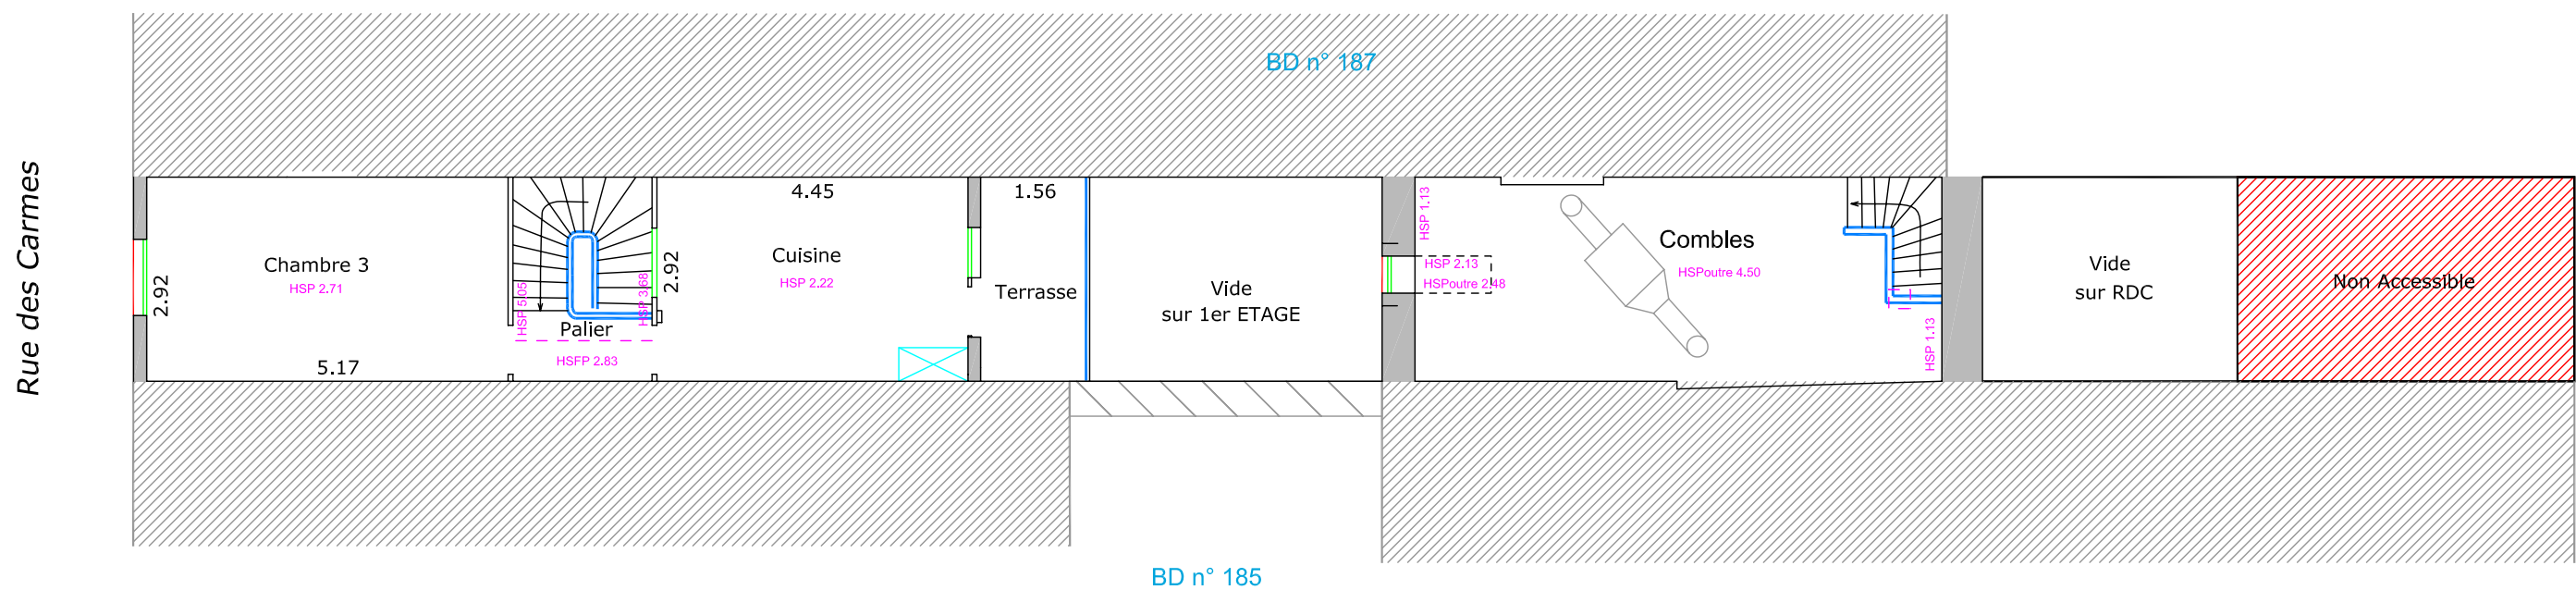 BD n° 187
Rue des Carmes
Chambre 3
HSP 2.71
2.92
5.17
HSP 5.05
HSP 3.68
Palier
HSFP 2.83
2.92
4.45
Cuisine
HSP 2.22
1.56
Terrasse
Vide
sur 1er ETAGE
HSP 1.13
HSP 2.13
HSPoutre 2.48
Combles
HSPoutre 4.50
HSP 1.13
Vide
sur RDC
Non Accessible
BD n° 185